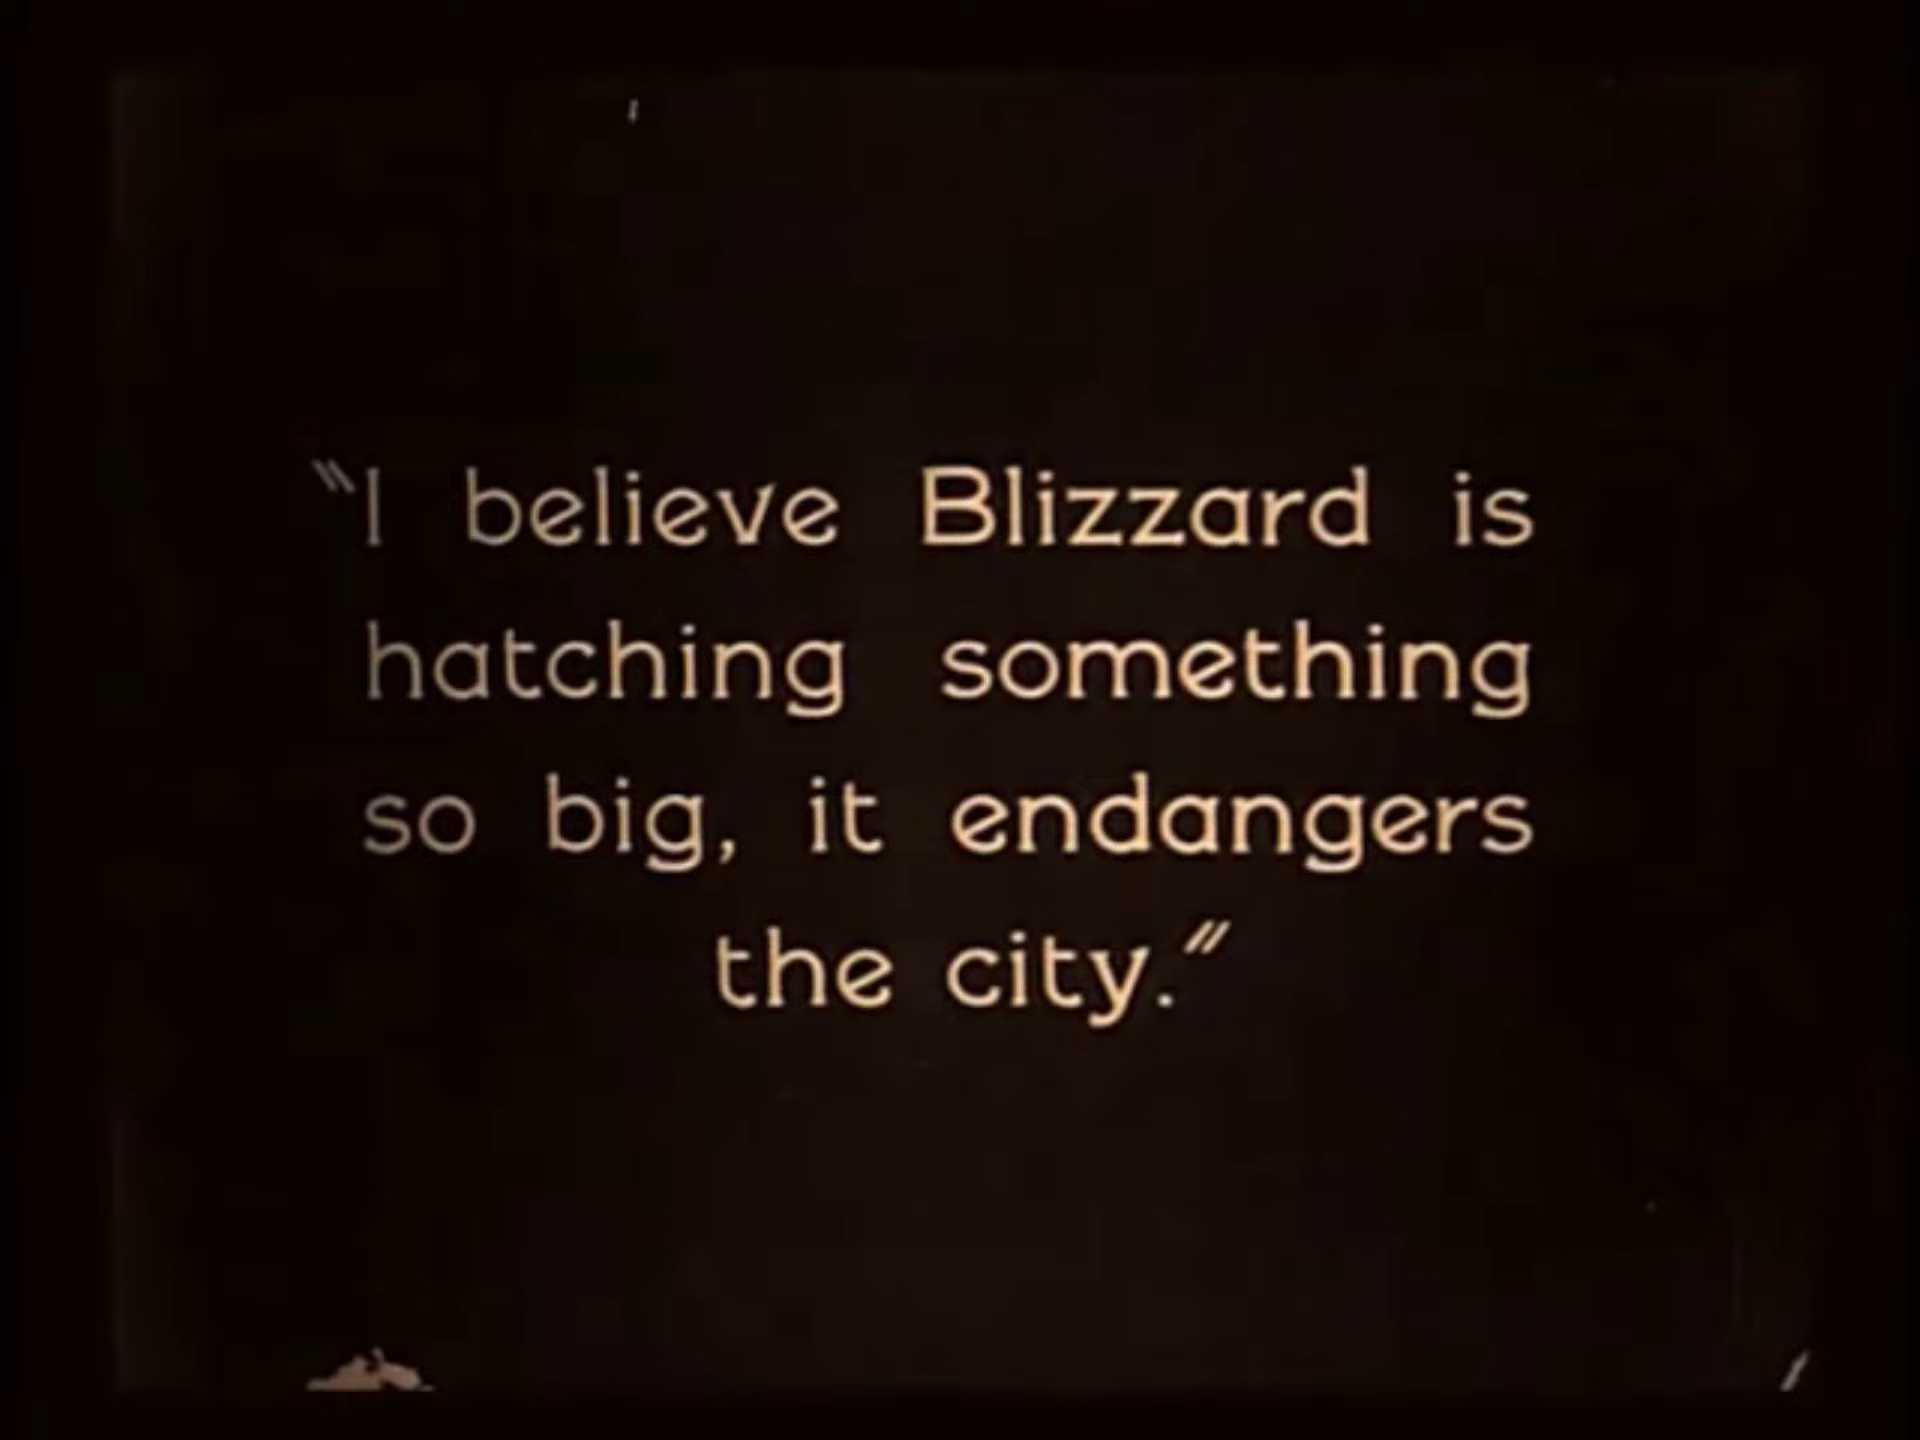 "I believe Blizzard is
hatching something
so big, it endangers
the city."